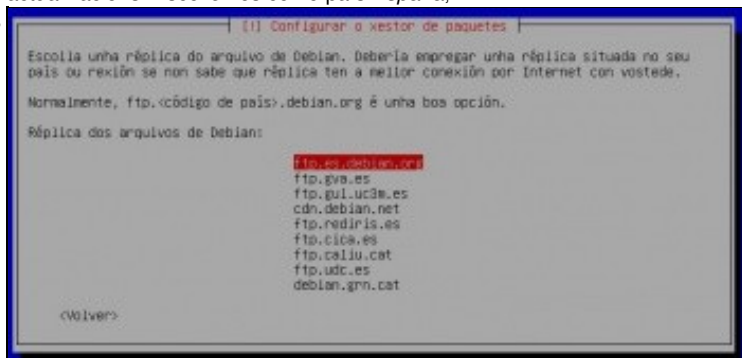 [!] Configurar o xestor de paquetes
Escolla unha réplica do arquivo de Debian. Debería empregar unha réplica situada no seu
país ou rexión se non sabe que réplica ten a mellor conexión por Internet con vostede.
Normalmente, ftp.<código de país>.debian.org é unha boa opción.
Réplica dos arquivos de Debian:
ftp.es.debian.org
ftp.gva.es
ftp.gul.uc3m.es
cdn.debian.net
ftp.rediris.es
ftp.cica.es
ftp.caliu.cat
ftp.udc.es
debian.grn.cat
<Volver>